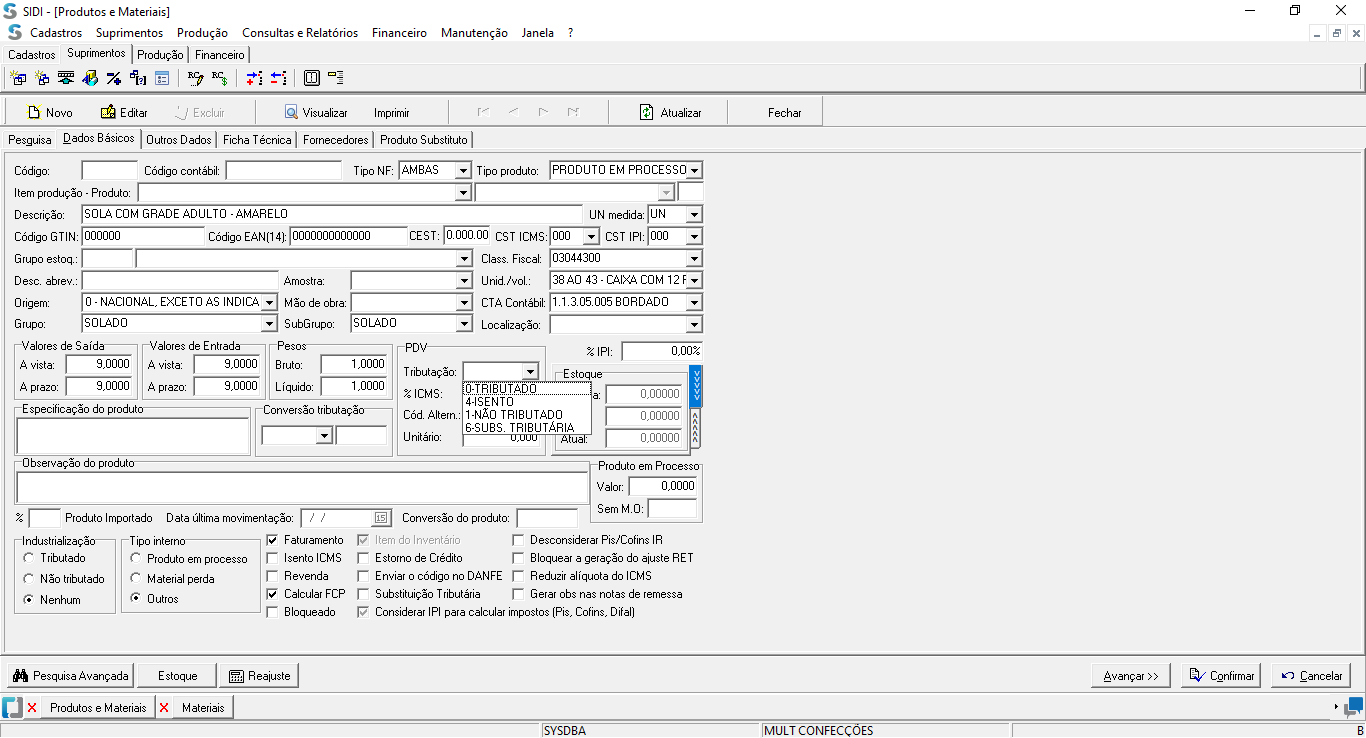 SIDI - [Produtos e Materiais]
Cadastros Suprimentos Produção Consultas e Relatórios Financeiro Manutenção Janela ?
Cadastros Suprimentos Produção Financeiro
Novo Editar Excluir Visualizar Imprimir Atualizar Fechar
Pesquisa Dados Básicos Outros Dados Ficha Técnica Fornecedores Produto Substituto
Código: Código contábil: Tipo NF: AMBAS Tipo produto: PRODUTO EM PROCESSO
Item produção - Produto:
Descrição: SOLA COM GRADE ADULTO - AMARELO UN medida: UN
Código GTIN: 000000 Código EAN(14): 0000000000000 CEST: 0.000.00 CST ICMS: 000 CST IPI: 000
Grupo estoq.: Class. Fiscal: 03044300
Desc. abrev.: Amostra: Unid./vol.: 38 AO 43 - CAIXA COM 12 P
Origem: 0 - NACIONAL, EXCETO AS INDICA Mão de obra: CTA Contábil: 1.1.3.05.005 BORDADO
Grupo: SOLADO SubGrupo: SOLADO Localização:
Valores de Saída Valores de Entrada Pesos PDV % IPI: 0,00%
A vista: 9,0000 A vista: 9,0000 Bruto: 1,0000 Tributação: Estoque
A prazo: 9,0000 A prazo: 9,0000 Líquido: 1,0000 % ICMS: 0-TRIBUTADO a: 0,00000
4-ISENTO
Especificação do produto Conversão tributação Cód. Altern.: 1-NÃO TRIBUTADO 0,00000
6-SUBS. TRIBUTÁRIA
Unitário: 0,000 Atual: 0,00000
Observação do produto Produto em Processo
Valor: 0,0000
Sem M.O:
% Produto Importado Data última movimentação: / / 15 Conversão do produto:
Industrialização Tipo interno Faturamento Item do Inventário Desconsiderar Pis/Cofins IR
Tributado Produto em processo Isento ICMS Estorno de Crédito Bloquear a geração do ajuste RET
Não tributado Material perda Revenda Enviar o código no DANFE Reduzir alíquota do ICMS
Nenhum Outros Calcular FCP Substituição Tributária Gerar obs nas notas de remessa
Bloqueado Considerar IPI para calcular impostos (Pis, Cofins, Difal)
Pesquisa Avançada Estoque Reajuste Avançar >> Confirmar Cancelar
Produtos e Materiais Materiais
SYSDBA MULT CONFECÇÕES B